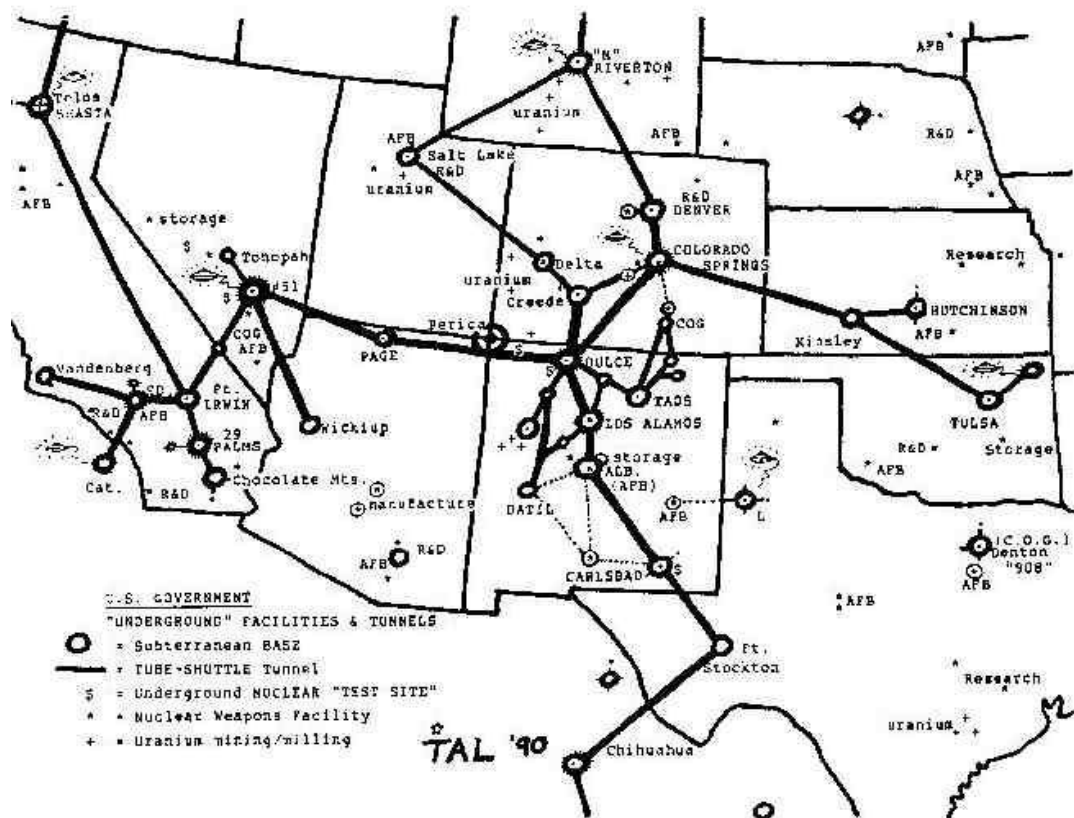 AFB
"N"
RIVERTON
Telos
SHASTA
uranium
AFB
AFB
R&D
Salt Lake
R&D
uranium
AFB
AFB
R&D
DENVER
storage
$
Tonopah
COLORADO
SPRINGS
Delta
Research
uranium
Creede
$
HUTCHINSON
COG
AFB
COG
PAGE
$
Kinsley
AFB
DULCE
$
Vandenberg
AFB
R&D
Ft.
IRWIN
TAOS
TULSA
LOS ALAMOS
Wickiup
29
PALMS
storage
R&D
Storage
ALB.
(AFB)
AFB
Cat.
R&D
Chocolate Mts.
DATIL
AFB
L
manufacture
R&D
AFB
CARLSBAD
$
(C.O.G.)
Denton
"908"
AFB
AFB
U.S. GOVERNMENT
"UNDERGROUND" FACILITIES & TUNNELS
= Subterranean BASE
= TUBE-SHUTTLE Tunnel
$ = Underground NUCLEAR "TEST SITE"
* = Nuclear Weapons Facility
+ = Uranium mining/milling
Ft.
Stockton
Research
uranium
TAL '90
Chihuahua